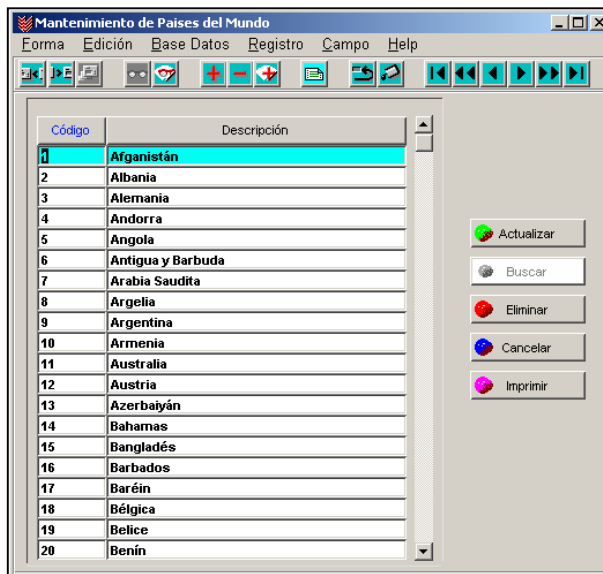 Mantenimiento de Paises del Mundo
Forma Edición Base Datos Registro Campo Help
Código Descripción
1 Afganistán
2 Albania
3 Alemania
4 Andorra
5 Angola
6 Antigua y Barbuda
7 Arabia Saudita
8 Argelia
9 Argentina
10 Armenia
11 Australia
12 Austria
13 Azerbaiyán
14 Bahamas
15 Bangladés
16 Barbados
17 Baréin
18 Bélgica
19 Belice
20 Benín
Actualizar
Buscar
Eliminar
Cancelar
Imprimir